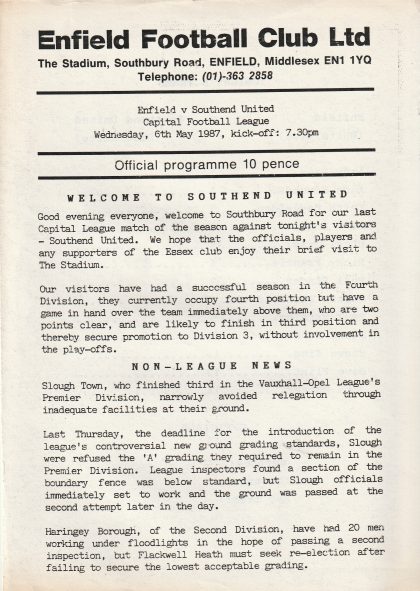 Enfield Football Club Ltd
The Stadium, Southbury Road, ENFIELD, Middlesex EN1 1YQ
Telephone: (01)-363 2858
Enfield v Southend United
Capital Football League
Wednesday, 6th May 1987, kick-off: 7.30pm
Official programme 10 pence
WELCOME TO SOUTHEND UNITED
Good evening everyone, welcome to Southbury Road for our last
Capital League match of the season against tonight's visitors
- Southend United. We hope that the officials, players and
any supporters of the Essex club enjoy their brief visit to
The Stadium.
Our visitors have had a successful season in the Fourth
Division, they currently occupy fourth position but have a
game in hand over the team immediately above them, who are two
points clear, and are likely to finish in third position and
thereby secure promotion to Division 3, without involvement in
the play-offs.
NON-LEAGUE NEWS
Slough Town, who finished third in the Vauxhall-Opel League's
Premier Division, narrowly avoided relegation through
inadequate facilities at their ground.
Last Thursday, the deadline for the introduction of the
league's controversial new ground grading standards, Slough
were refused the 'A' grading they required to remain in the
Premier Division. League inspectors found a section of the
boundary fence was below standard, but Slough officials
immediately set to work and the ground was passed at the
second attempt later in the day.
Haringey Borough, of the Second Division, have had 20 men
working under floodlights in the hope of passing a second
inspection, but Flackwell Heath must seek re-election after
failing to secure the lowest acceptable grading.